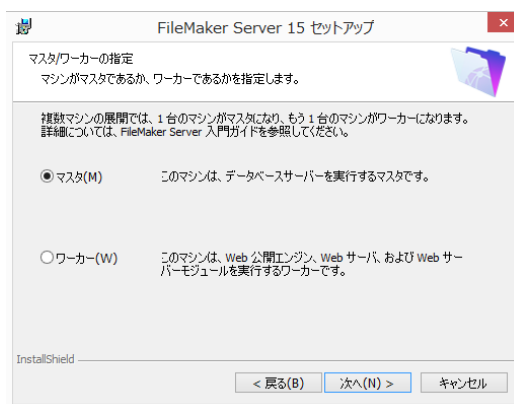 FileMaker Server 15 セットアップ
マスタ/ワーカーの指定
マシンがマスタであるか、ワーカーであるかを指定します。
複数マシンの展開では、1 台のマシンがマスタになり、もう 1 台のマシンがワーカーになります。
詳細については、FileMaker Server 入門ガイドを参照してください。
マスタ(M) このマシンは、データベースサーバーを実行するマスタです。
ワーカー(W) このマシンは、Web 公開エンジン、Web サーバ、および Web サー
バーモジュールを実行するワーカーです。
InstallShield
< 戻る(B) 次へ(N) > キャンセル